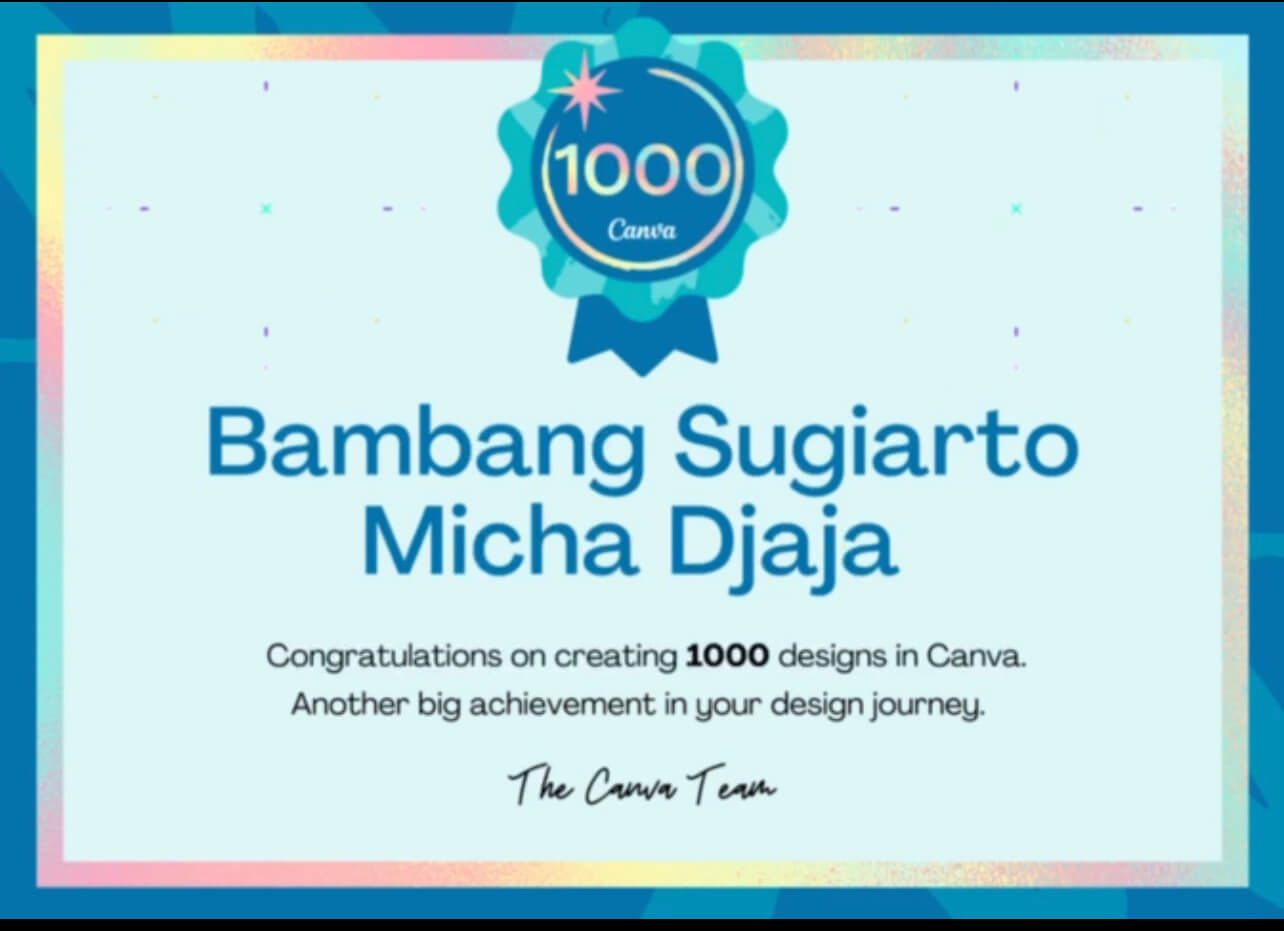 1000
Canva
Bambang Sugiarto
Micha Djaja
Congratulations on creating 1000 designs in Canva.
Another big achievement in your design journey.
The Canva Team